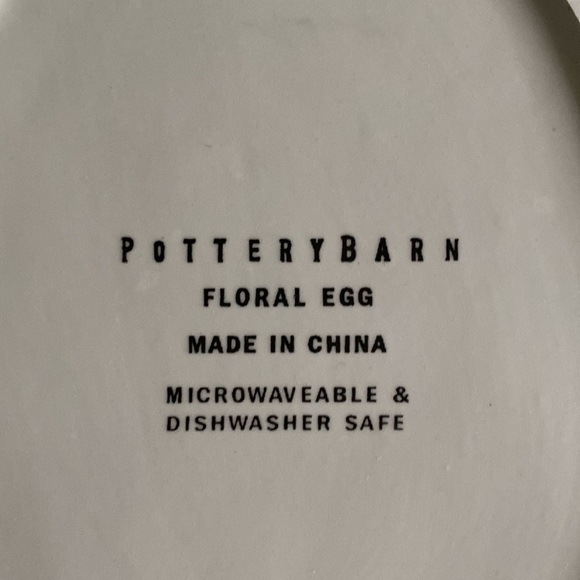 POTTERYBARN
FLORAL EGG
MADE IN CHINA
MICROWAVEABLE &
DISHWASHER SAFE